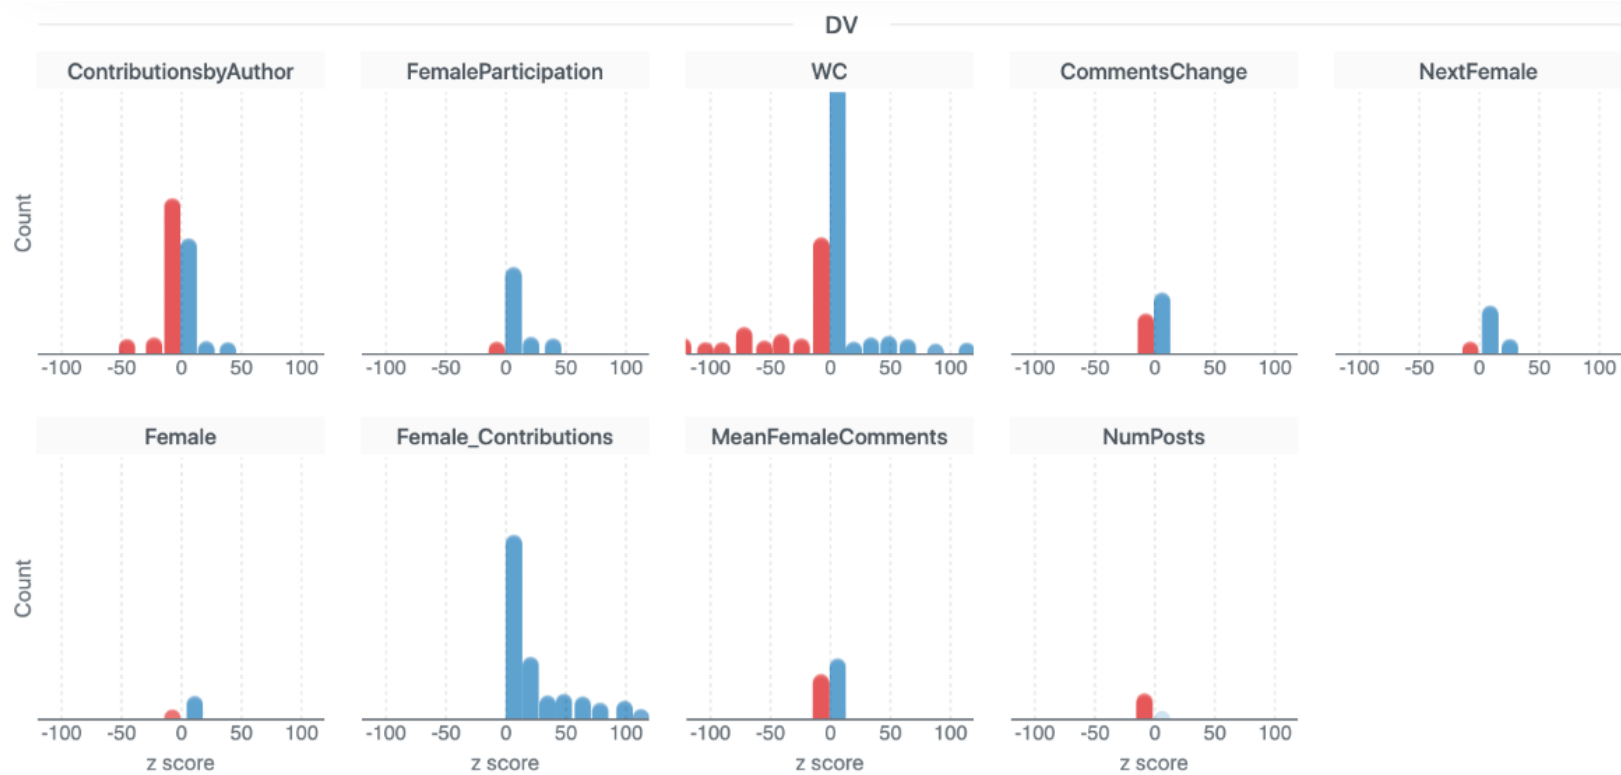 DV
ContributionsbyAuthor FemaleParticipation WC CommentsChange NextFemale
Count
-100 -50 0 50 100 -100 -50 0 50 100 -100 -50 0 50 100 -100 -50 0 50 100 -100 -50 0 50 100
Female Female_Contributions MeanFemaleComments NumPosts
Count
-100 -50 0 50 100 -100 -50 0 50 100 -100 -50 0 50 100 -100 -50 0 50 100
z score z score z score z score